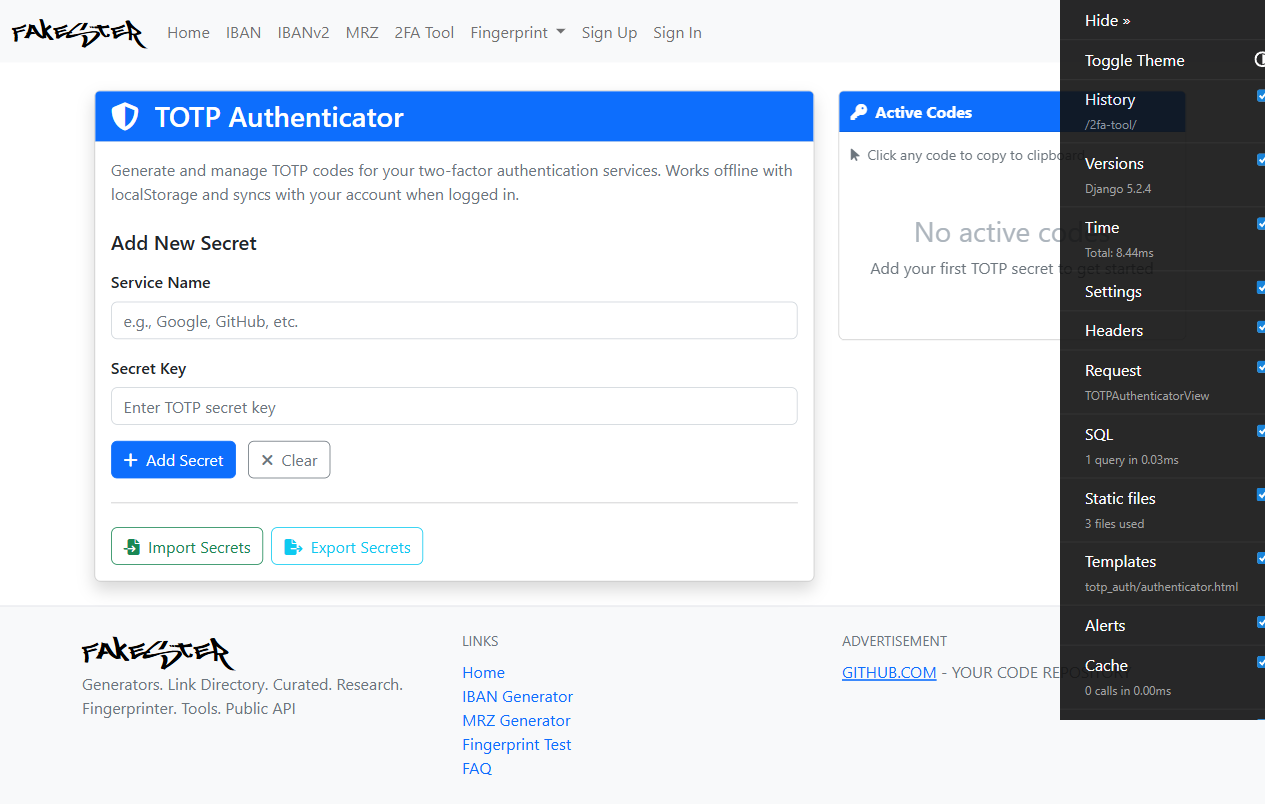 FAKESTER Home IBAN IBANv2 MRZ 2FA Tool Fingerprint Sign Up Sign In
TOTP Authenticator
Generate and manage TOTP codes for your two-factor authentication services. Works offline with
localStorage and syncs with your account when logged in.
Add New Secret
Service Name
e.g., Google, GitHub, etc.
Secret Key
Enter TOTP secret key
Add Secret Clear
Import Secrets Export Secrets
Active Codes
Click any code to copy to clipboard
No active codes
Add your first TOTP secret to get started
Hide »
Toggle Theme
History
/2fa-tool/
Versions
Django 5.2.4
Time
Total: 8.44ms
Settings
Headers
Request
TOTPAuthenticatorView
SQL
1 query in 0.03ms
Static files
3 files used
Templates
totp_auth/authenticator.html
Alerts
Cache
0 calls in 0.00ms
FAKESTER
Generators. Link Directory. Curated. Research.
Fingerprinter. Tools. Public API
LINKS
Home
IBAN Generator
MRZ Generator
Fingerprint Test
FAQ
ADVERTISEMENT
GITHUB.COM - YOUR CODE REPOSITORY